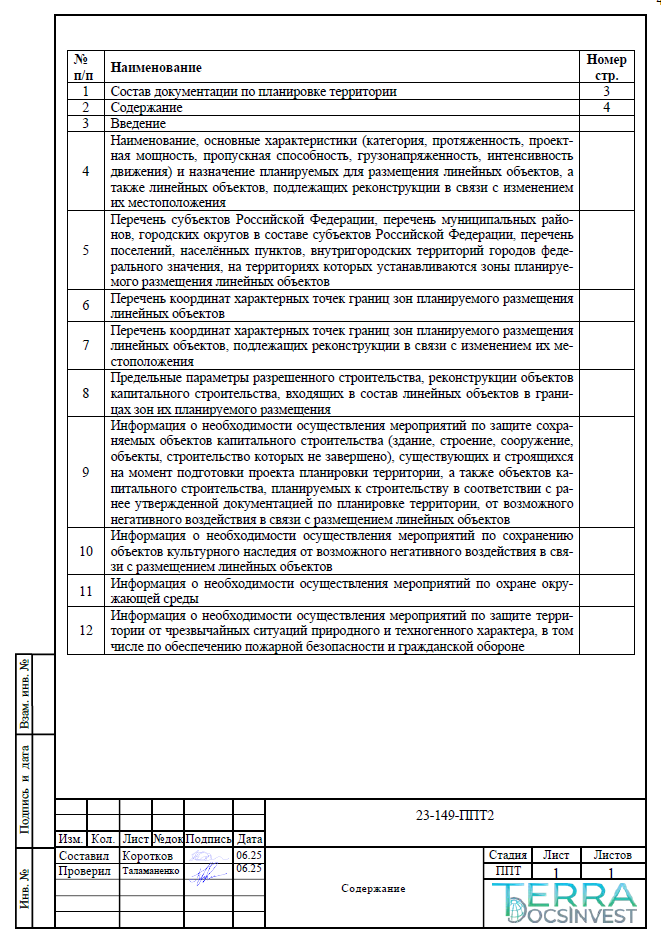 № п/п Наименование Номер стр.
1 Состав документации по планировке территории 3
2 Содержание 4
3 Введение
4 Наименование, основные характеристики (категория, протяженность, проект-
ная мощность, пропускная способность, грузонапряженность, интенсивность
движения) и назначение планируемых для размещения линейных объектов, а
также линейных объектов, подлежащих реконструкции в связи с изменением
их местоположения
5 Перечень субъектов Российской Федерации, перечень муниципальных райо-
нов, городских округов в составе субъектов Российской Федерации, перечень
поселений, населённых пунктов, внутригородских территорий городов феде-
рального значения, на территориях которых устанавливаются зоны планируе-
мого размещения линейных объектов
6 Перечень координат характерных точек границ зон планируемого размещения
линейных объектов
7 Перечень координат характерных точек границ зон планируемого размещения
линейных объектов, подлежащих реконструкции в связи с изменением их ме-
стоположения
8 Предельные параметры разрешенного строительства, реконструкции объектов
капитального строительства, входящих в состав линейных объектов в грани-
цах зон их планируемого размещения
9 Информация о необходимости осуществления мероприятий по защите сохра-
няемых объектов капитального строительства (здание, строение, сооружение,
объекты, строительство которых не завершено), существующих и строящихся
на момент подготовки проекта планировки территории, а также объектов ка-
питального строительства, планируемых к строительству в соответствии с ра-
нее утвержденной документацией по планировке территории, от возможного
негативного воздействия в связи с размещением линейных объектов
10 Информация о необходимости осуществления мероприятий по сохранению
объектов культурного наследия от возможного негативного воздействия в свя-
зи с размещением линейных объектов
11 Информация о необходимости осуществления мероприятий по охране окру-
жающей среды
12 Информация о необходимости осуществления мероприятий по защите терри-
тории от чрезвычайных ситуаций природного и техногенного характера, в том
числе по обеспечению пожарной безопасности и гражданской обороне
Взам. инв. №
Подпись и дата
Инв. №
23-149-ППТ2
Изм. Кол. Лист №док Подпись Дата
Составил Коротков 06.25
Проверил Таламаненко 06.25
Содержание
Стадия Лист Листов
ППТ 1 1
TERRA
DOCSINVEST